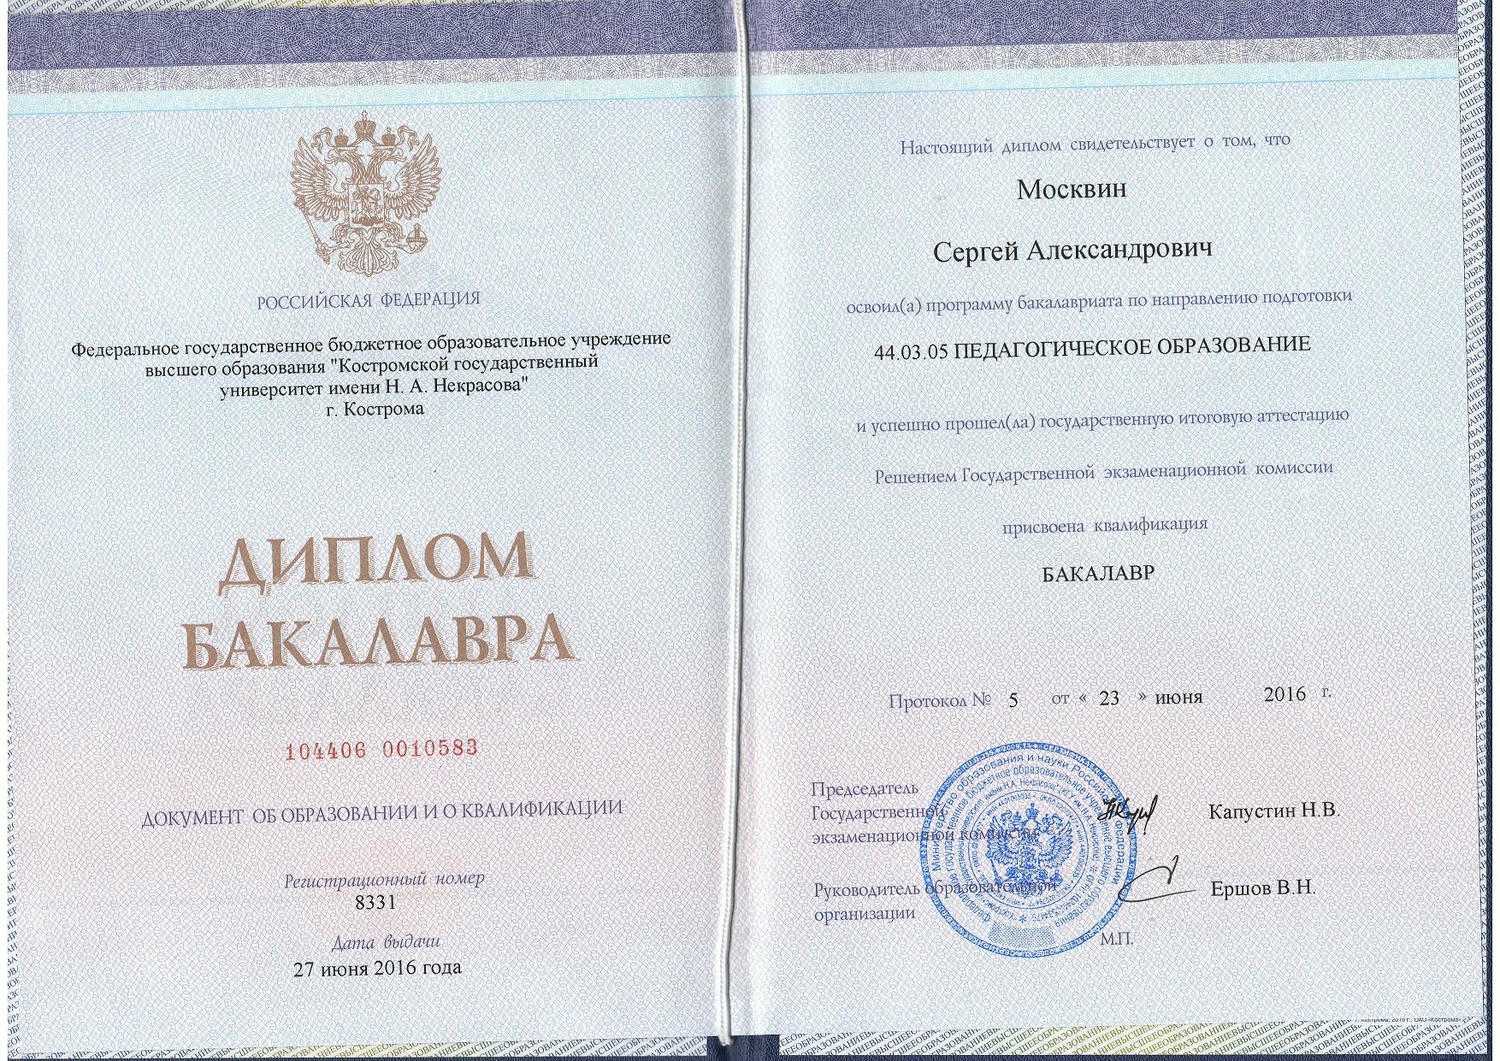 РОССИЙСКАЯ ФЕДЕРАЦИЯ
Федеральное государственное бюджетное образовательное учреждение
высшего образования "Костромской государственный
университет имени Н. А. Некрасова"
г. Кострома
ДИПЛОМ
БАКАЛАВРА
104406 0010583
ДОКУМЕНТ ОБ ОБРАЗОВАНИИ И О КВАЛИФИКАЦИИ
Регистрационный номер
8331
Дата выдачи
27 июня 2016 года
Настоящий диплом свидетельствует о том, что
Москвин
Сергей Александрович
освоил(а) программу бакалавриата по направлению подготовки
44.03.05 ПЕДАГОГИЧЕСКОЕ ОБРАЗОВАНИЕ
и успешно прошел(ла) государственную итоговую аттестацию
Решением Государственной экзаменационной комиссии
присвоена квалификация
БАКАЛАВР
Протокол № 5 от « 23 » июня 2016 г.
Председатель
Государственной
экзаменационной комиссии
Капустин Н.В.
Руководитель образовательной
организации
Ершов В.Н.
М.П.